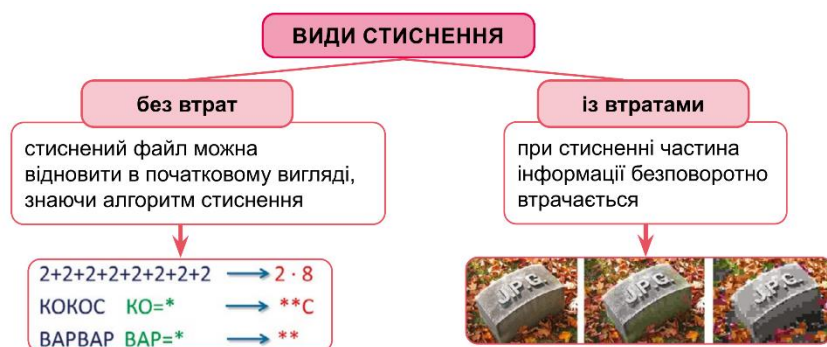 ВИДИ СТИСНЕННЯ
без втрат
стиснений файл можна
відновити в початковому вигляді,
знаючи алгоритм стиснення
2+2+2+2+2+2+2+2 → 2 · 8
КОКОС КО=* → **С
ВАРВАР ВАР=* → **
із втратами
при стисненні частина
інформації безповоротно
втрачається
J.P.G.
J.P.G.
J.P.G.